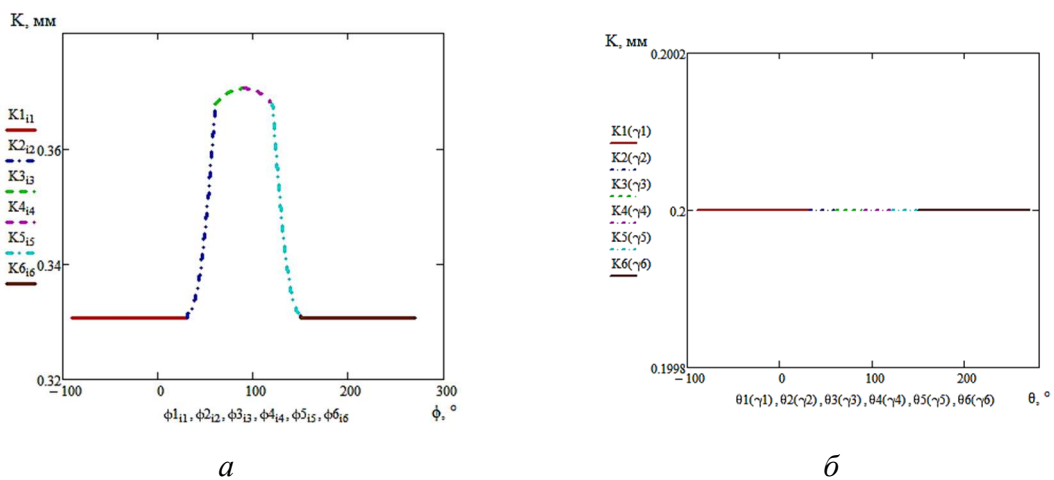 K, мм
K1i1
K2i2
K3i3
K4i4
K5i5
K6i6
0.36
0.34
0.32
−100
0
100
200
300
ϕ1i1 , ϕ2i2 , ϕ3i3 , ϕ4i4 , ϕ5i5 , ϕ6i6
ϕ, °
а
K, мм
0.2002
K1(γ1)
K2(γ2)
K3(γ3)
K4(γ4)
K5(γ5)
K6(γ6)
0.2
0.1998
−100
0
100
200
θ1(γ1) , θ2(γ2) , θ3(γ3) , θ4(γ4) , θ5(γ5) , θ6(γ6)
θ, °
б